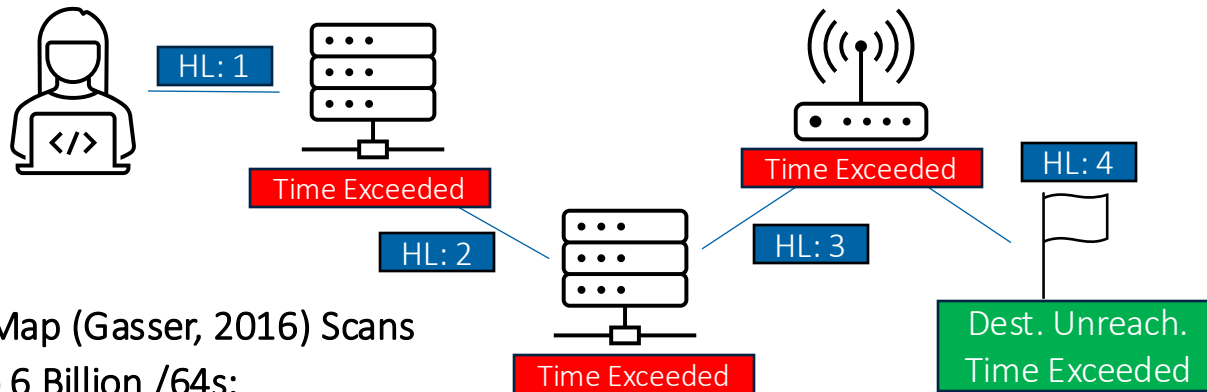 HL: 1
</>
Time Exceeded
Time Exceeded
HL: 4
HL: 2
HL: 3
Map (Gasser, 2016) Scans
6 Billion /64s:
Time Exceeded
Dest. Unreach.
Time Exceeded